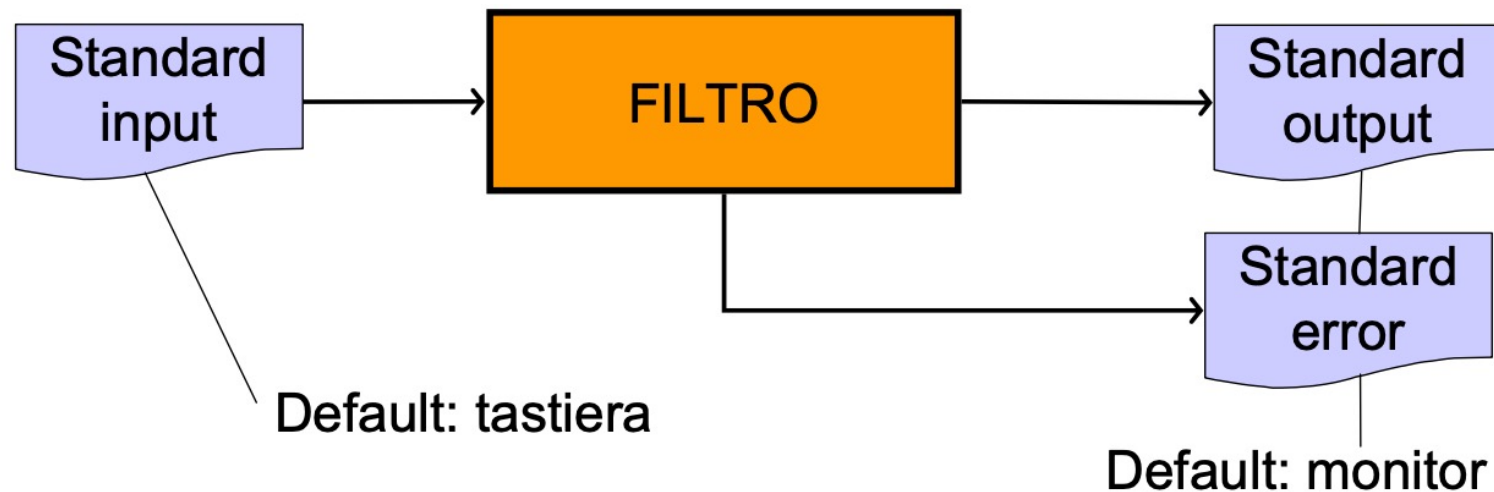 Standard
input
FILTRO
Standard
output
Standard
error
Default: tastiera
Default: monitor